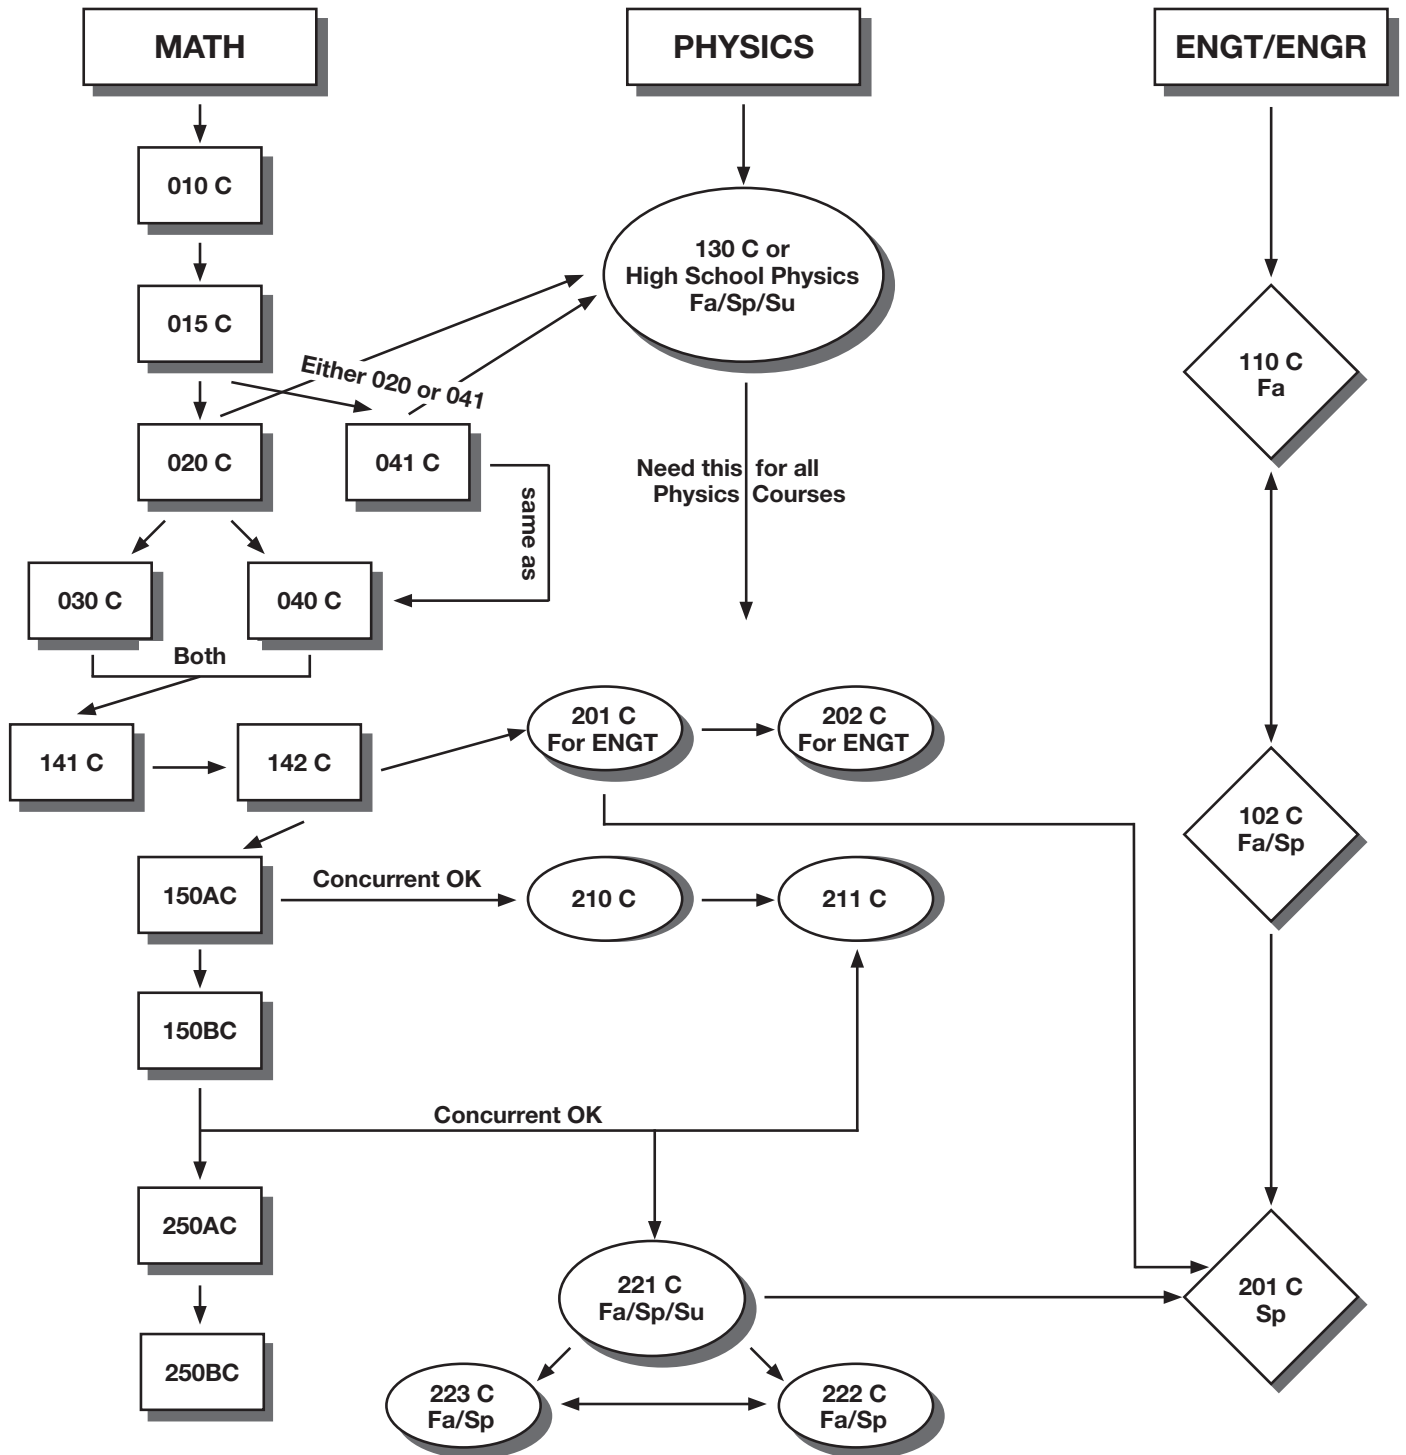 MATH
PHYSICS
ENGT/ENGR
010 C
130 C or
High School Physics
Fa/Sp/Su
015 C
Either 020 or 041
110 C
Fa
020 C
041 C
Need this for all
Physics Courses
same as
030 C
040 C
Both
201 C
For ENGT
202 C
For ENGT
141 C
142 C
102 C
Fa/Sp
150AC
Concurrent OK
210 C
211 C
150BC
Concurrent OK
250AC
221 C
Fa/Sp/Su
201 C
Sp
250BC
223 C
Fa/Sp
222 C
Fa/Sp